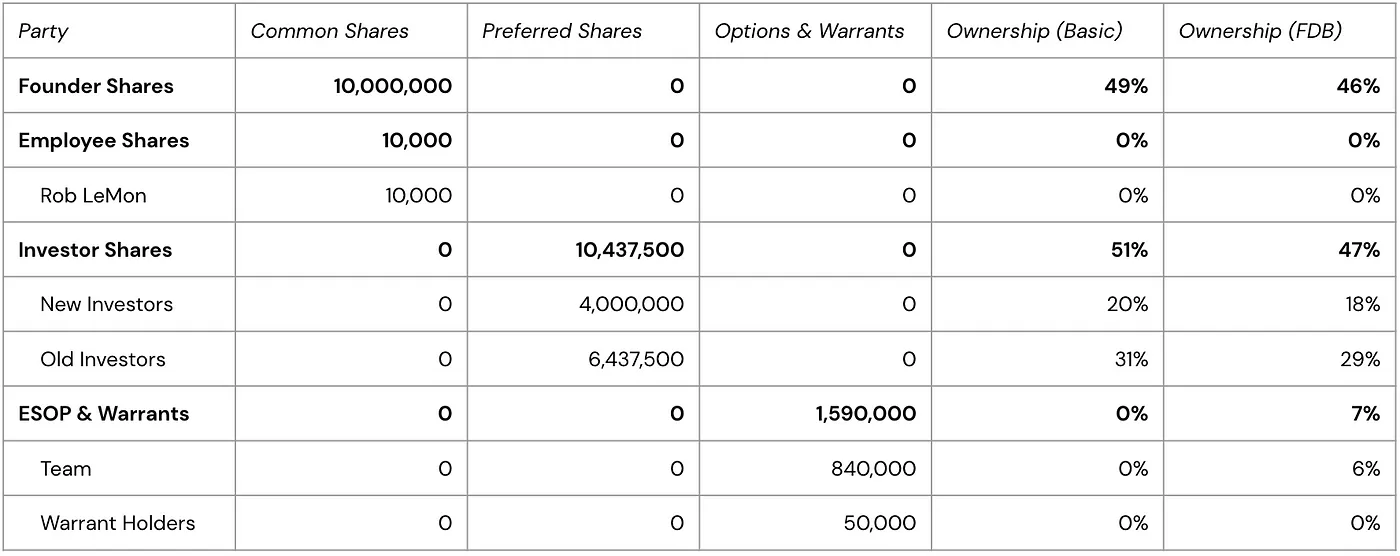 Party Common Shares Preferred Shares Options & Warrants Ownership (Basic) Ownership (FDB)
Founder Shares 10,000,000 0 0 49% 46%
Employee Shares 10,000 0 0 0% 0%
Rob LeMon 10,000 0 0 0% 0%
Investor Shares 0 10,437,500 0 51% 47%
New Investors 0 4,000,000 0 20% 18%
Old Investors 0 6,437,500 0 31% 29%
ESOP & Warrants 0 0 1,590,000 0% 7%
Team 0 0 840,000 0% 6%
Warrant Holders 0 0 50,000 0% 0%